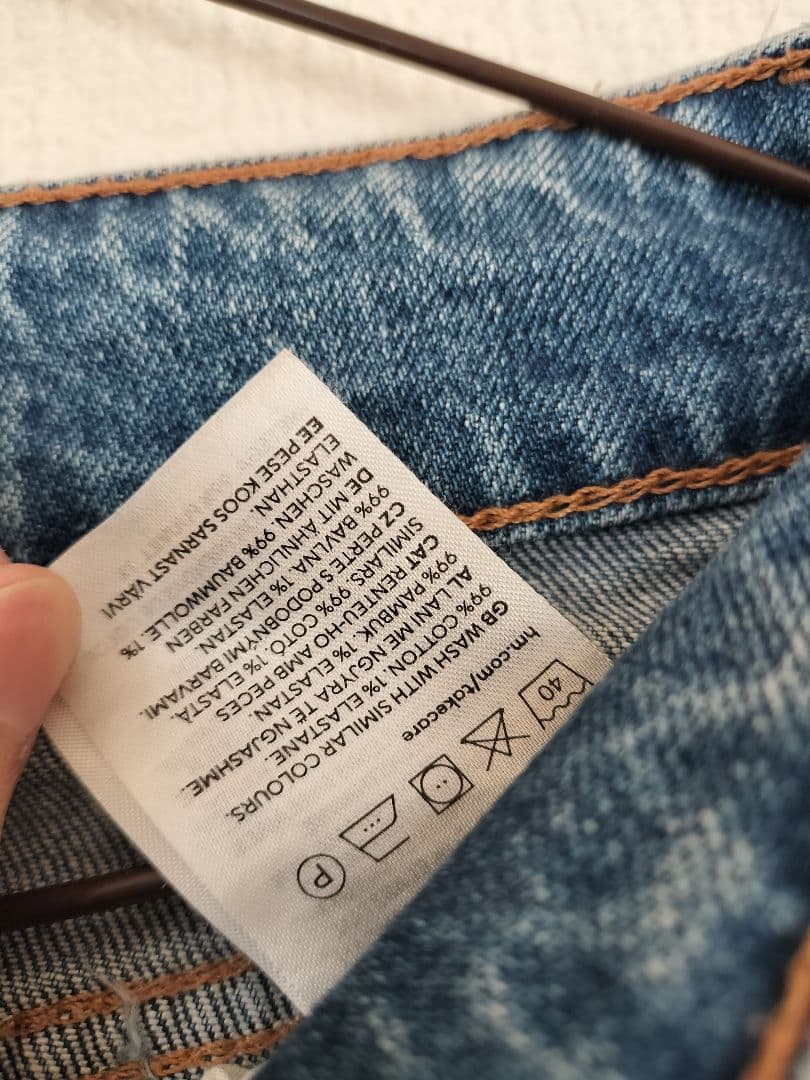 40
P
hm.com/takecare
GB WASH WITH SIMILAR COLOURS.
99% COTTON. 1% ELASTANE.
AL LANI ME NGJYRA TË NGJASHME.
99% PAMBUK. 1% ELASTAN.
CAT RENTEU-HO AMB PECES
SIMILARS. 99% COTÓ. 1% ELASTÀ.
CZ PERTE S PODOBNÝMI BARVAMI.
99% BAVLNA. 1% ELASTAN.
DE MIT ÄHNLICHEN FARBEN
WASCHEN. 99% BAUMWOLLE. 1%
ELASTHAN.
EE PESE KOOS SARNAST VÄRVI